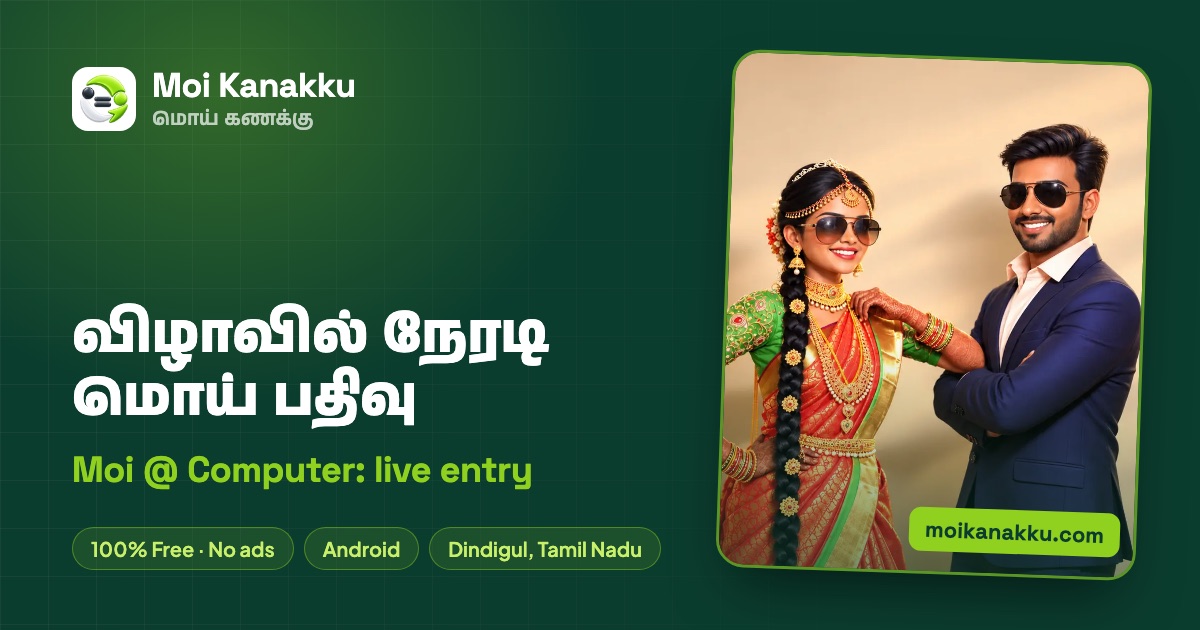 Moi Kanakku
மொய் கணக்கு
விழாவில் நேரடி
மொய் பதிவு
Moi @ Computer: live entry
100% Free · No ads
Android
Dindigul, Tamil Nadu
moikanakku.com